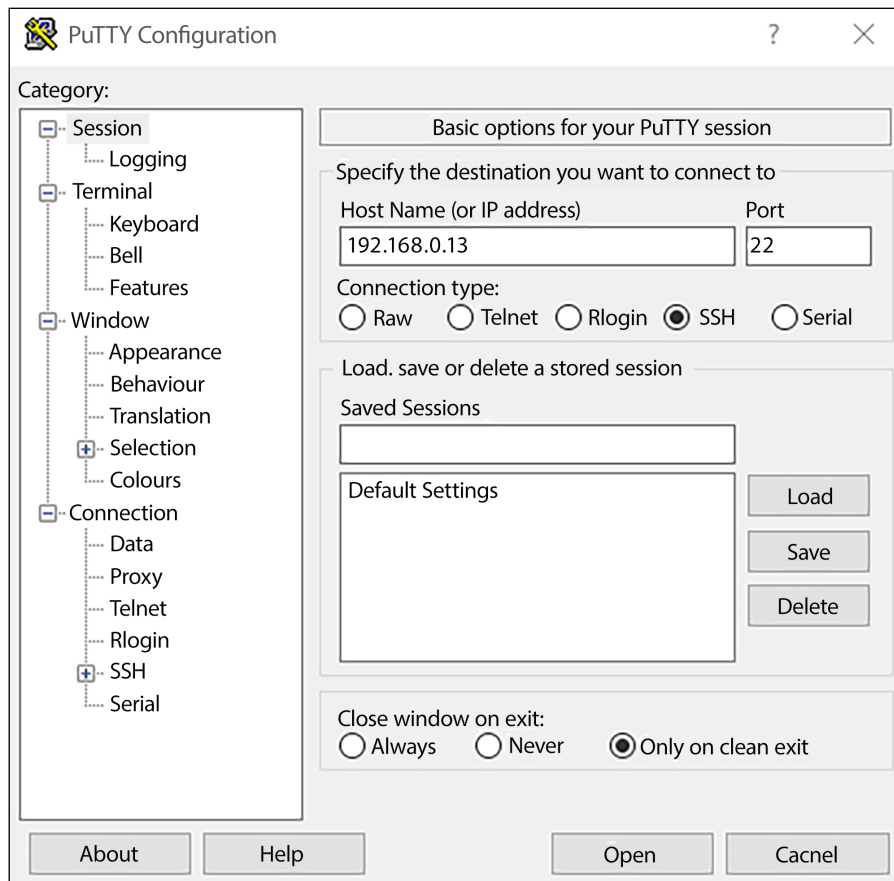 PuTTY Configuration ? ×
Category:
Session
Logging
Terminal
Keyboard
Bell
Features
Window
Appearance
Behaviour
Translation
Selection
Colours
Connection
Data
Proxy
Telnet
Rlogin
SSH
Serial
Basic options for your PuTTY session
Specify the destination you want to connect to
Host Name (or IP address) Port
192.168.0.13 22
Connection type:
Raw Telnet Rlogin SSH Serial
Load. save or delete a stored session
Saved Sessions
Default Settings
Load
Save
Delete
Close window on exit:
Always Never Only on clean exit
About Help Open Cacnel